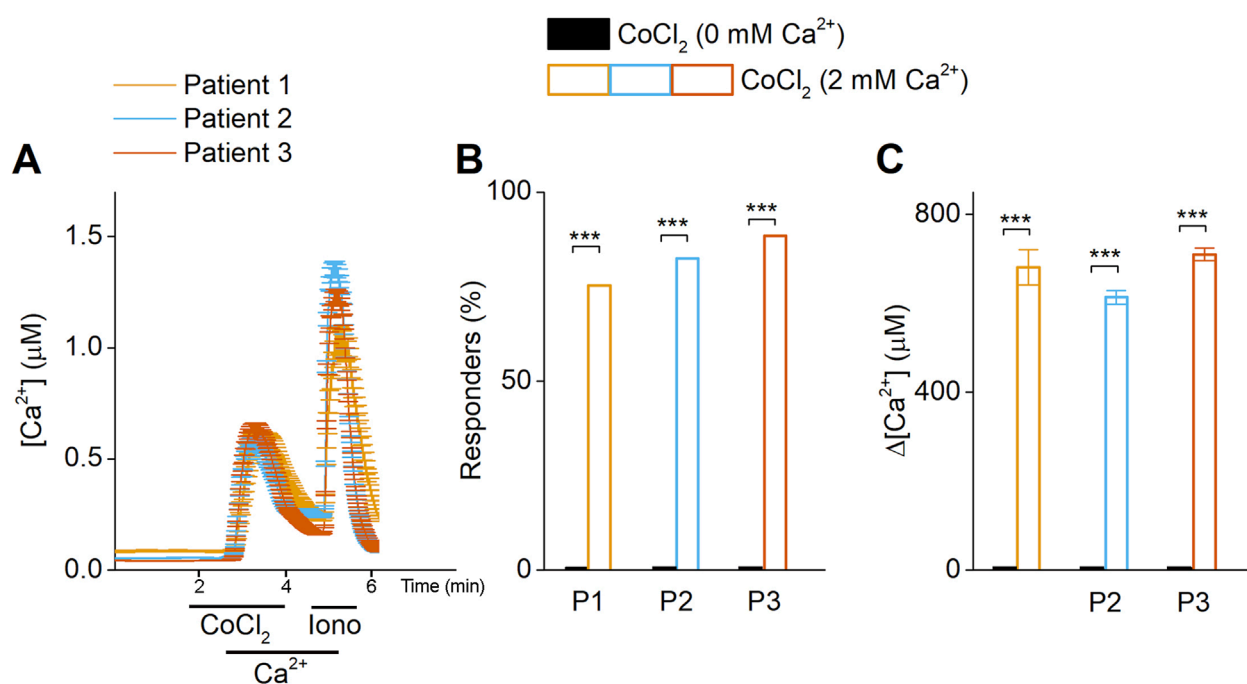 CoCl₂ (0 mM Ca²⁺)
CoCl₂ (2 mM Ca²⁺)
Patient 1
Patient 2
Patient 3
A
B
C
[Ca²⁺] (μM)
1.5
1.0
0.5
0.0
2
4
6
Time (min)
CoCl₂
Iono
Ca²⁺
Responders (%)
100
50
0
***
***
***
P1
P2
P3
Δ[Ca²⁺] (μM)
800
400
0
***
***
***
P2
P3